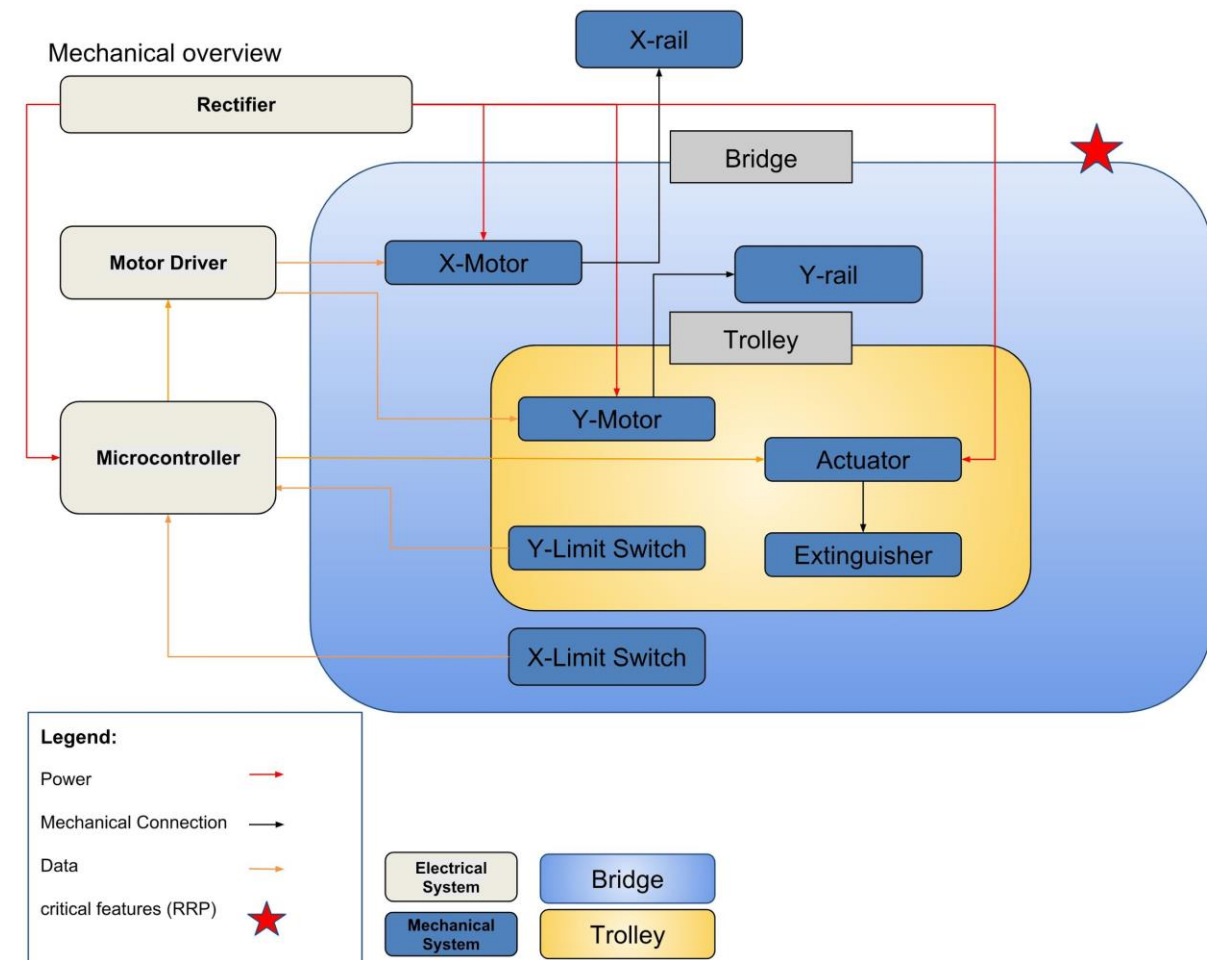 X-rail
Mechanical overview
Rectifier
Bridge
Motor Driver
X-Motor
Y-rail
Trolley
Y-Motor
Microcontroller
Actuator
Y-Limit Switch
Extinguisher
X-Limit Switch
Legend:
Power
Mechanical Connection
Data
critical features (RRP)
Electrical
System
Bridge
Mechanical
System
Trolley